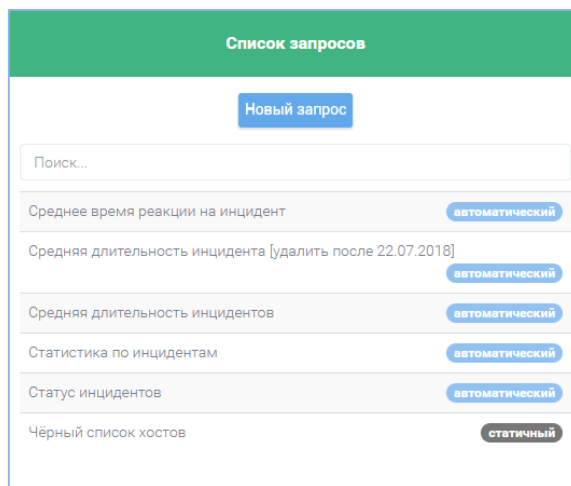 Список запросов
Новый запрос
Поиск...
Среднее время реакции на инцидент автоматический
Средняя длительность инцидента [удалить после 22.07.2018]
автоматический
Средняя длительность инцидентов автоматический
Статистика по инцидентам автоматический
Статус инцидентов автоматический
Чёрный список хостов статичный